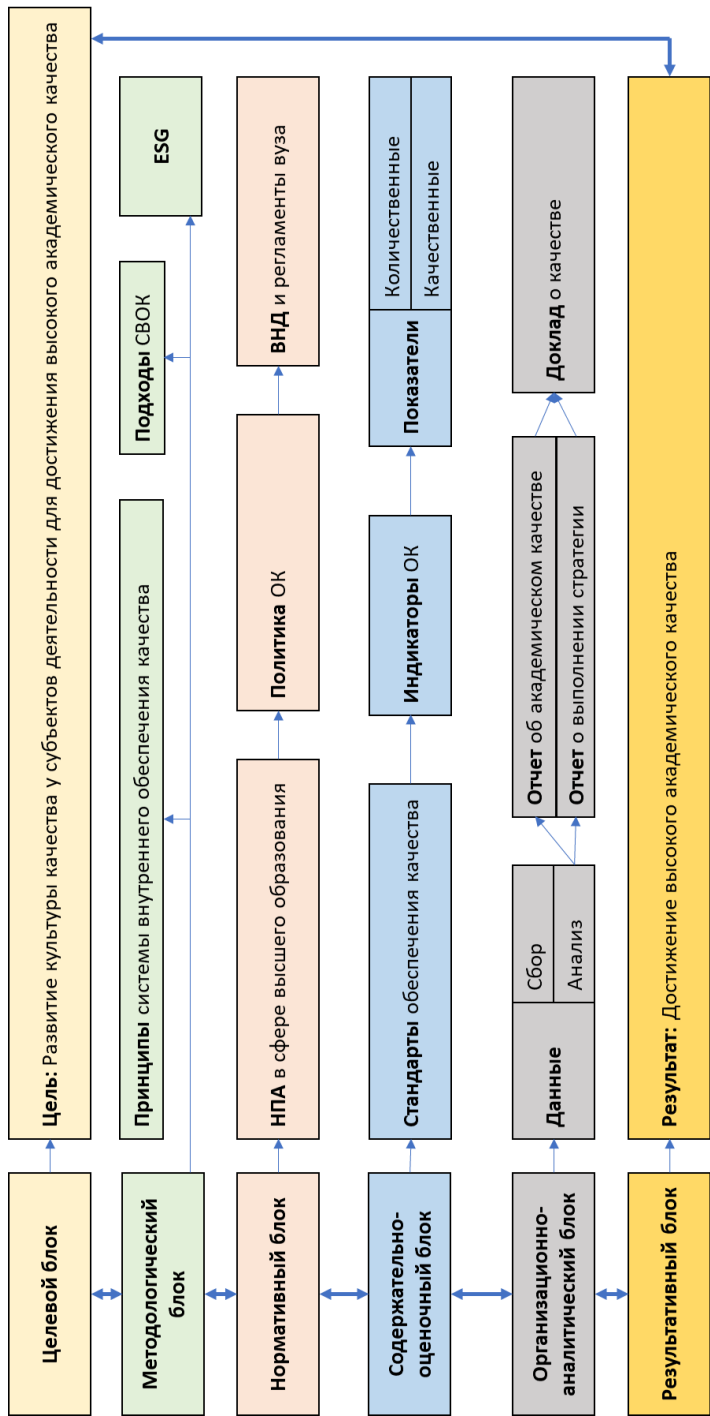 Целевой блок
Цель: Развитие культуры качества у субъектов деятельности для достижения высокого академического качества
Методологический
блок
Принципы системы внутреннего обеспечения качества
Подходы СВОК
ESG
Нормативный блок
НПА в сфере высшего образования
Политика ОК
ВНД и регламенты вуза
Содержательно-
оценочный блок
Стандарты обеспечения качества
Индикаторы ОК
Показатели
Количественные
Качественные
Организационно-
аналитический блок
Данные
Сбор
Анализ
Отчет об академическом качестве
Отчет о выполнении стратегии
Доклад о качестве
Результативный блок
Результат: Достижение высокого академического качества